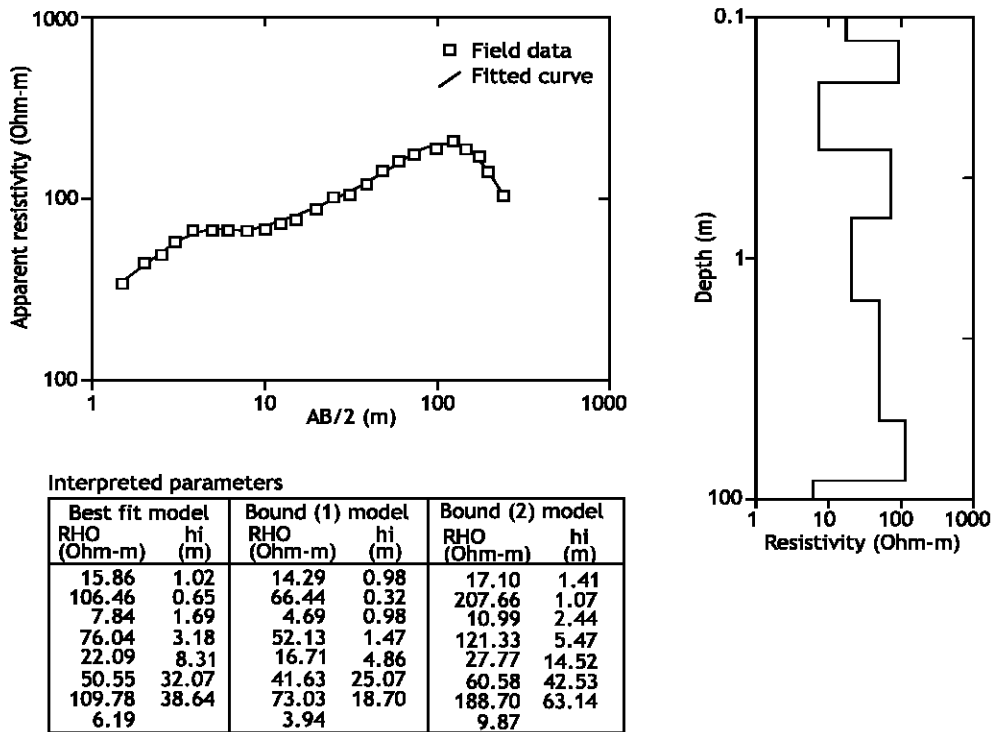 1000
100
100
Apparent resistivity (Ohm-m)
Field data
Fitted curve
1 10 100 1000
AB/2 (m)
0.1
1
100
Depth (m)
1 10 100 1000
Resistivity (Ohm-m)
Interpreted parameters
Best fit model Bound (1) model Bound (2) model
RHO hi RHO hi RHO hi
(Ohm-m) (m) (Ohm-m) (m) (Ohm-m) (m)
15.86 1.02 14.29 0.98 17.10 1.41
106.46 0.65 66.44 0.32 207.66 1.07
7.84 1.69 4.69 0.98 10.99 2.44
76.04 3.18 52.13 1.47 121.33 5.47
22.09 8.31 16.71 4.86 27.77 14.52
50.55 32.07 41.63 25.07 60.58 42.53
109.78 38.64 73.03 18.70 188.70 63.14
6.19 3.94 9.87